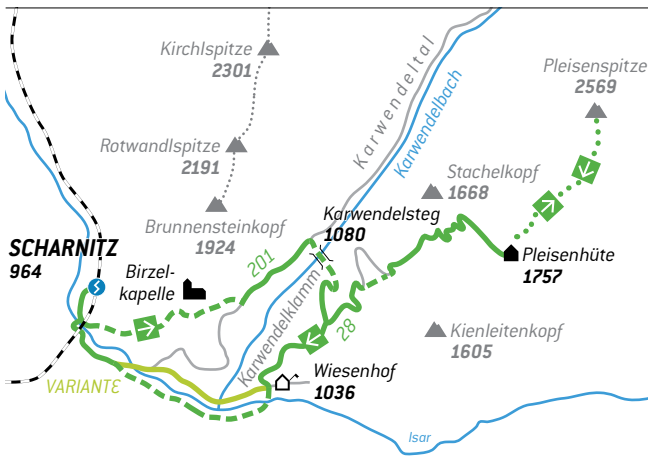 Kirchlspitze
2301
Karwendeltal
Karwendelbach
Pleisenspitze
2569
Rotwandlspitze
2191
Stachelkopf
1668
Brunnensteinkopf
1924
Karwendelsteg
1080
SCHARNITZ
964
Birzel-
kapelle
201
Pleisenhüte
1757
Karwendelklamm
28
Kienleitenkopf
1605
VARIANTE
Wiesenhof
1036
Isar